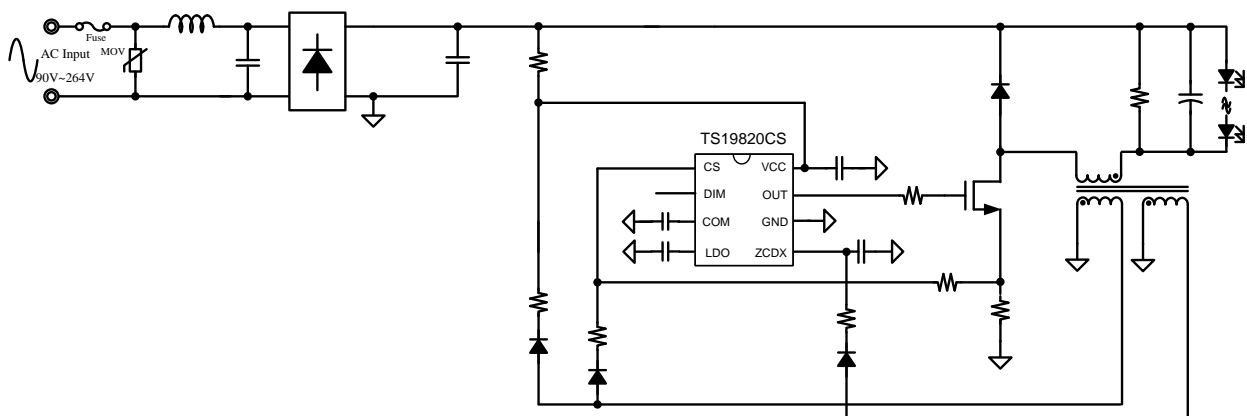 Fuse
AC Input
MOV
90V~264V
TS19820CS
CS
VCC
DIM
OUT
COM
GND
LDO
ZCDX